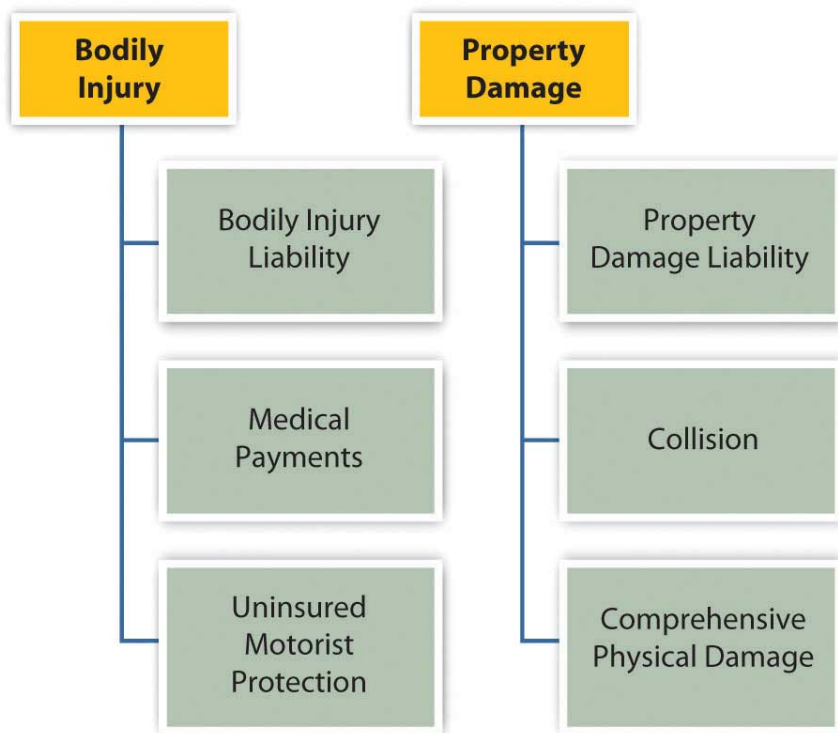 Bodily
Injury
Bodily Injury
Liability
Medical
Payments
Uninsured
Motorist
Protection
Property
Damage
Property
Damage Liability
Collision
Comprehensive
Physical Damage